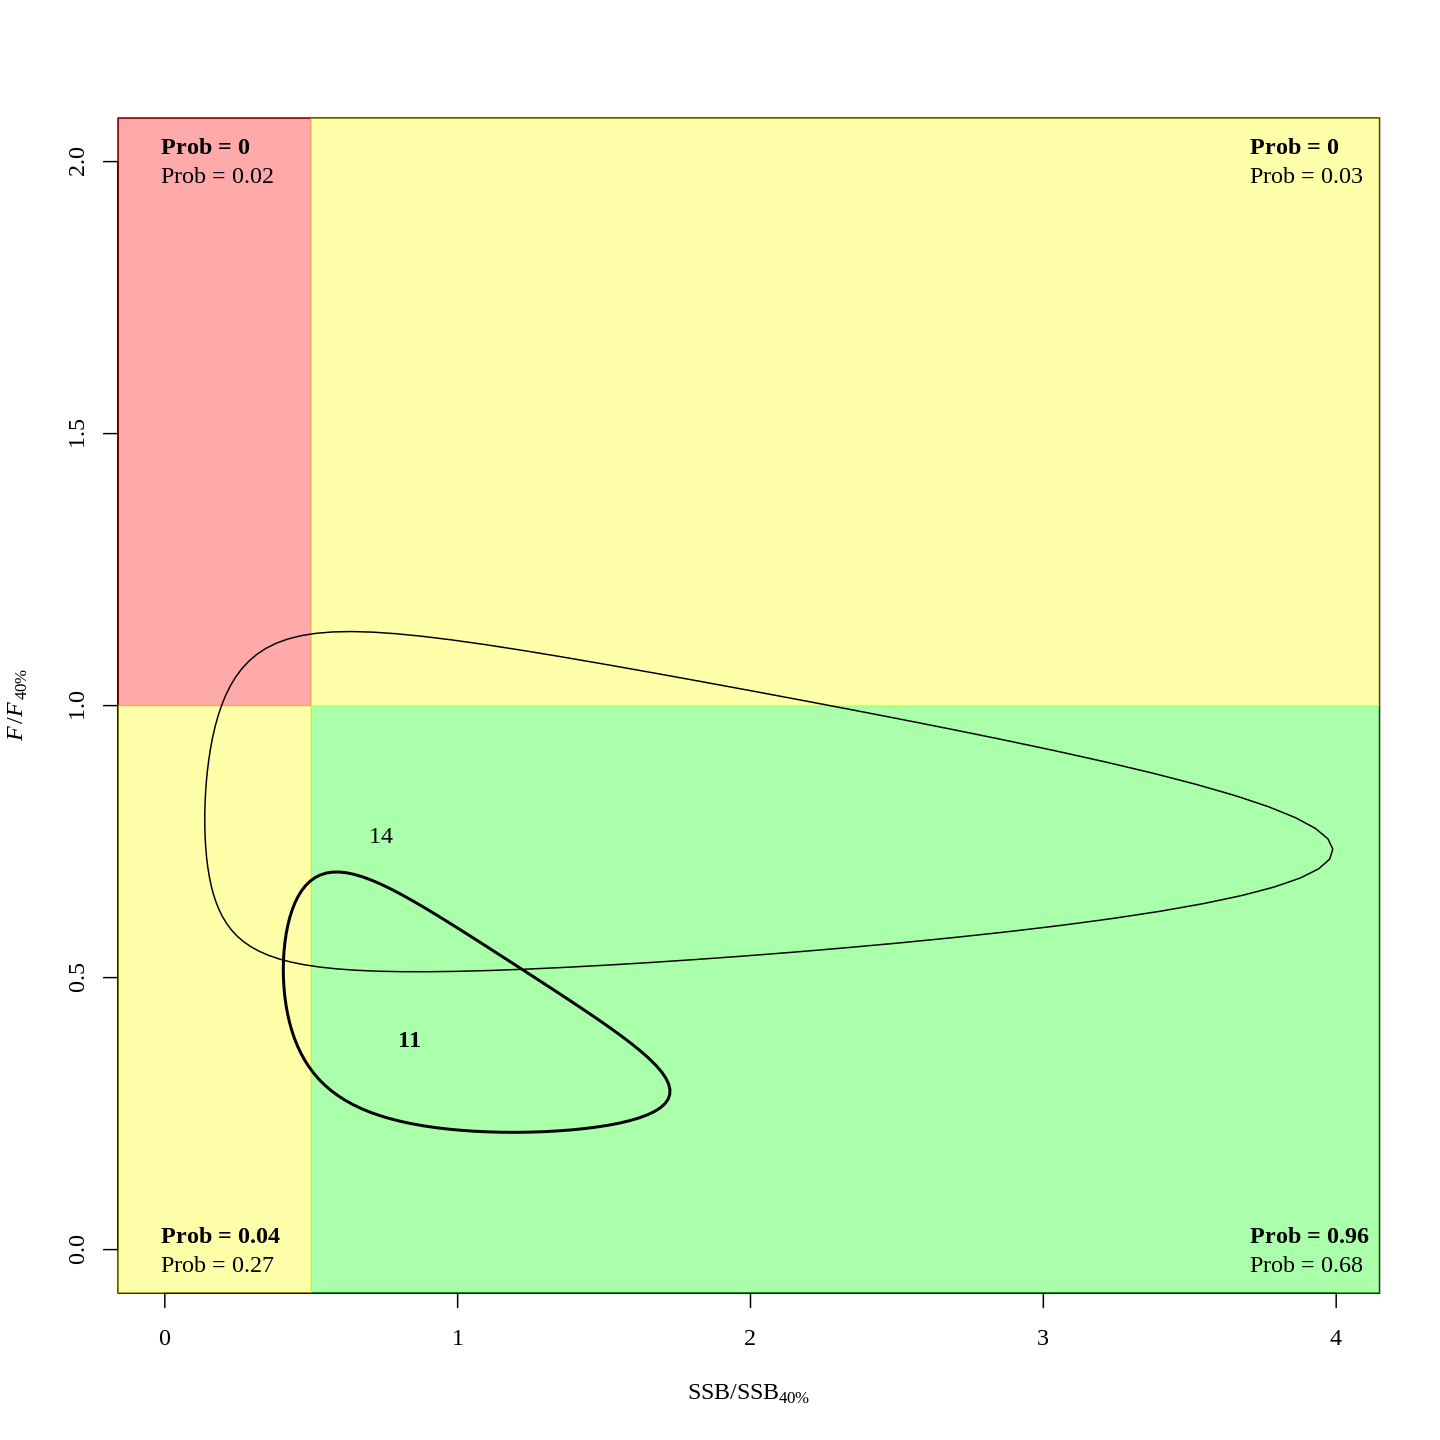 Prob = 0
Prob = 0.02
Prob = 0
Prob = 0.03
2.0
1.5
1.0
0.5
0.0
F/F40%
14
11
Prob = 0.04
Prob = 0.27
Prob = 0.96
Prob = 0.68
0 1 2 3 4
SSB/SSB40%